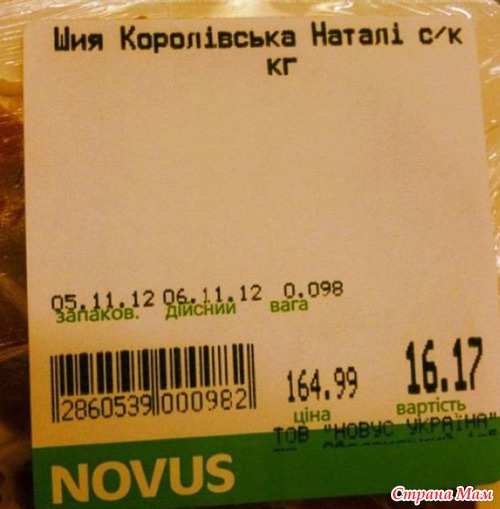 Шия Королівська Наталі с/к
кг
05.11.12 06.11.12 0.098
запаков. дійсний вага
2860539 000982
164.99 16.17
ціна вартість
ТОВ "НОВУС УКРАЇНА"
NOVUS
Страна Мам